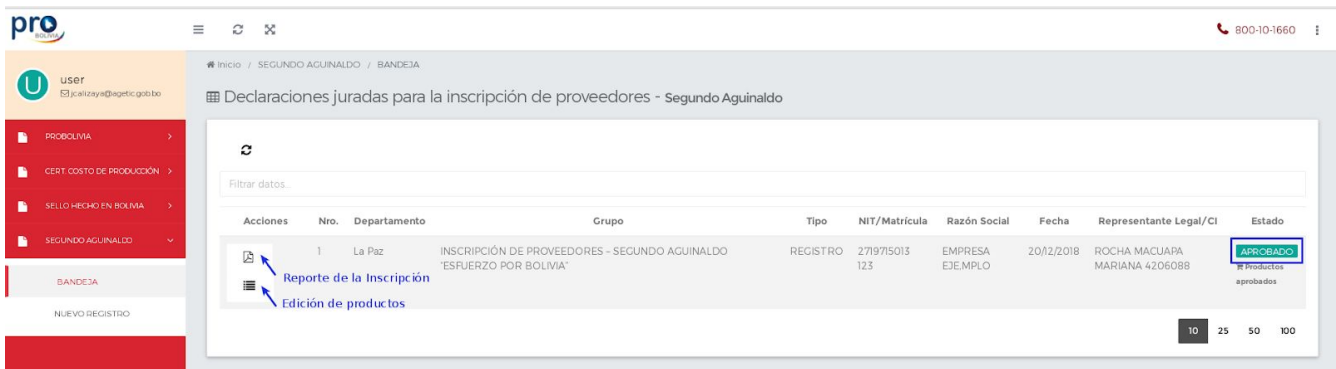 pro
BOLIVIA
800-10-1660
U
user
jcalizaya@agetic.gob.bo
Inicio / SEGUNDO AGUINALDO / BANDEJA
Declaraciones juradas para la inscripción de proveedores - Segundo Aguinaldo
PROBOLIVIA
CERT. COSTO DE PRODUCCIÓN
SELLO HECHO EN BOLIVIA
SEGUNDO AGUINALDO
BANDEJA
NUEVO REGISTRO
Filtrar datos..
Acciones Nro. Departamento Grupo Tipo NIT/Matrícula Razón Social Fecha Representante Legal/CI Estado
1 La Paz INSCRIPCIÓN DE PROVEEDORES - SEGUNDO AGUINALDO REGISTRO 2719715013 EMPRESA 20/12/2018 ROCHA MACUAPA APROBADO
"ESFUERZO POR BOLIVIA" 123 EJEMPLO MARIANA 4206088 Productos
aprobados
Reporte de la Inscripción
Edición de productos
10 25 50 100